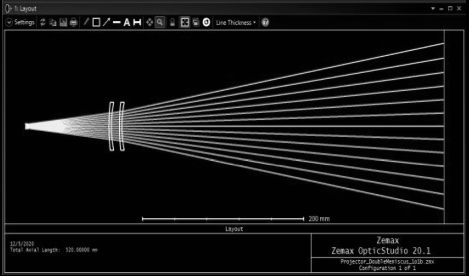 1: Layout
Settings
Line Thickness
200 mm
Layout
12/5/2020
Total Axial Length: 520.00000 mm
Zemax
Zemax OpticStudio 20.1
Projector_DoubleMeniscus_1o1b.zmx
Configuration 1 of 1